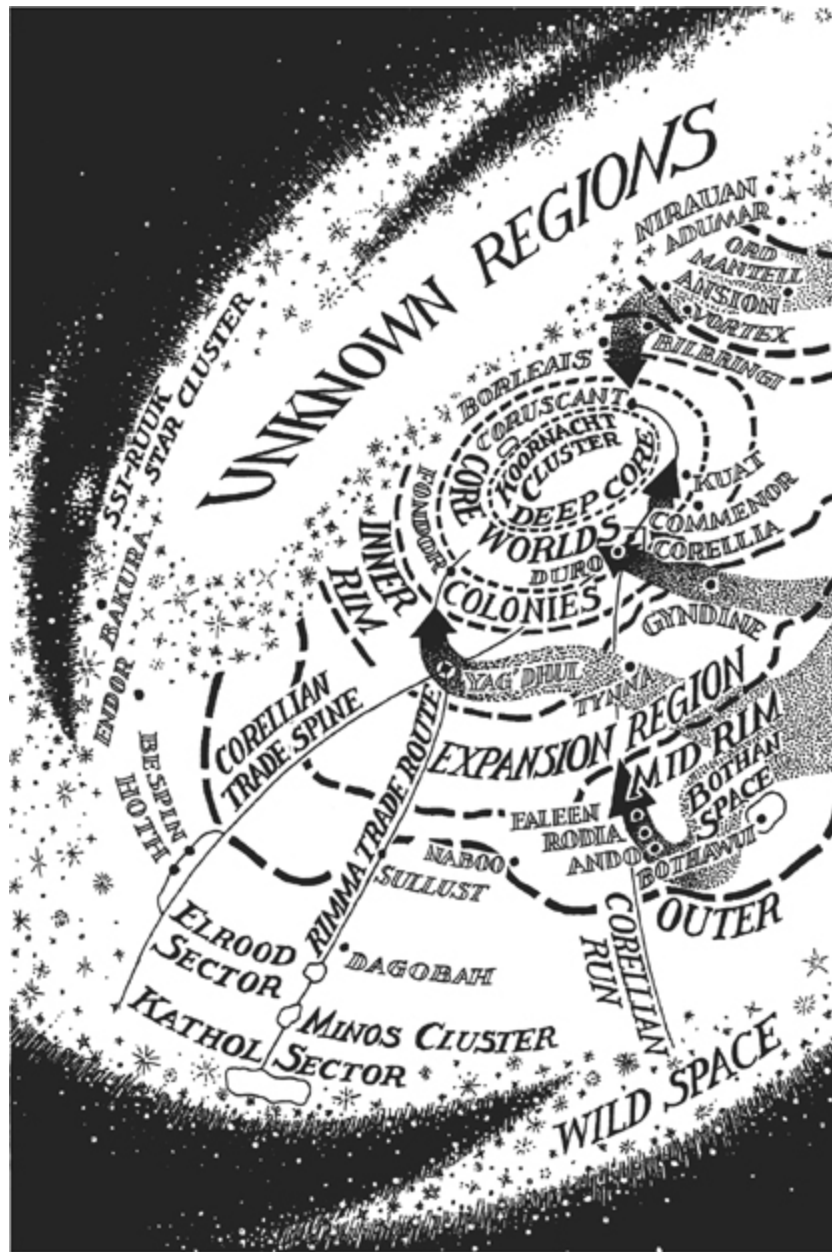 UNKNOWN REGIONS
NIRAUAN
ADUMAR
ORD
MANTELL
ANSION
VORTEX
BILBRINGI
BORLEAIS
CORUSCANT
KOORNACHT
CLUSTER
DEEP CORE
CORE
WORLDS
KUAT
COMMENOR
CORELLIA
DURO
FONDOR
COLONIES
INNER
RIM
GYNDINE
SSI-RUUK
STAR CLUSTER
BAKURA
ENDOR
YAG'DHUL
TYNNA
CORELLIAN
TRADE SPINE
EXPANSION REGION
MID RIM
BOTHAN
SPACE
BOTHAWUI
BESPIN
HOTH
RIMMA TRADE ROUTE
FALEEN
RODIA
ANDO
NABOO
SULLUST
OUTER
ELROOD
SECTOR
DAGOBAH
CORELLIAN
RUN
KATHOL
SECTOR
MINOS CLUSTER
WILD SPACE